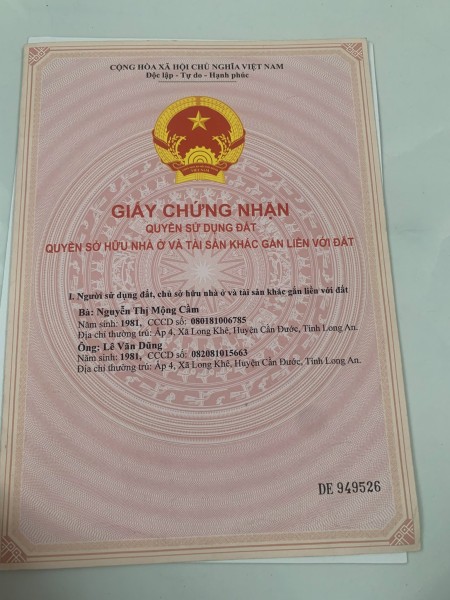 CỘNG HÒA XÃ HỘI CHỦ NGHĨA VIỆT NAM
Độc lập - Tự do - Hạnh phúc
GIẤY CHỨNG NHẬN
QUYỀN SỬ DỤNG ĐẤT
QUYỀN SỞ HỮU NHÀ Ở VÀ TÀI SẢN KHÁC GẮN LIỀN VỚI ĐẤT
I. Người sử dụng đất, chủ sở hữu nhà ở và tài sản khác gắn liền với đất
Bà: Nguyễn Thị Mộng Cầm
Năm sinh: 1981, CCCD số: 080181006785
Địa chỉ thường trú: Ấp 4, Xã Long Khê, Huyện Cần Đước, Tỉnh Long An.
Ông: Lê Văn Dũng
Năm sinh: 1981, CCCD số: 082081015663
Địa chỉ thường trú: Ấp 4, Xã Long Khê, Huyện Cần Đước, Tỉnh Long An.
DE 949526